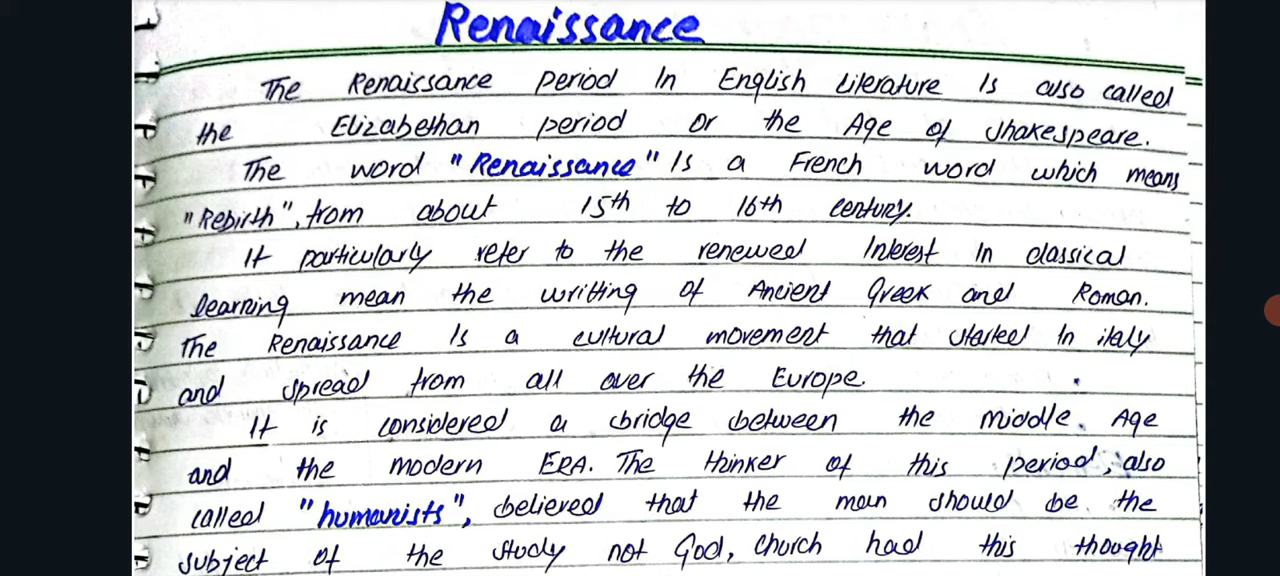 Renaissance
The Renaissance period In English Literature Is also called
the Elizabethan period or the Age of Shakespeare.
The word "Renaissance" Is a French word which means
"Rebirth", from about 15th to 16th century.
It particularly refer to the renewed Interest In classical
learning mean the writting of Ancient Greek and Roman.
The Renaissance Is a cultural movement that started In italy
and spread from all over the Europe.
It is considered a bridge between the middle Age
and the modern ERA. The thinker of this period, also
called "humanists", believed that the man should be the
subject of the study not God, Church had this thought